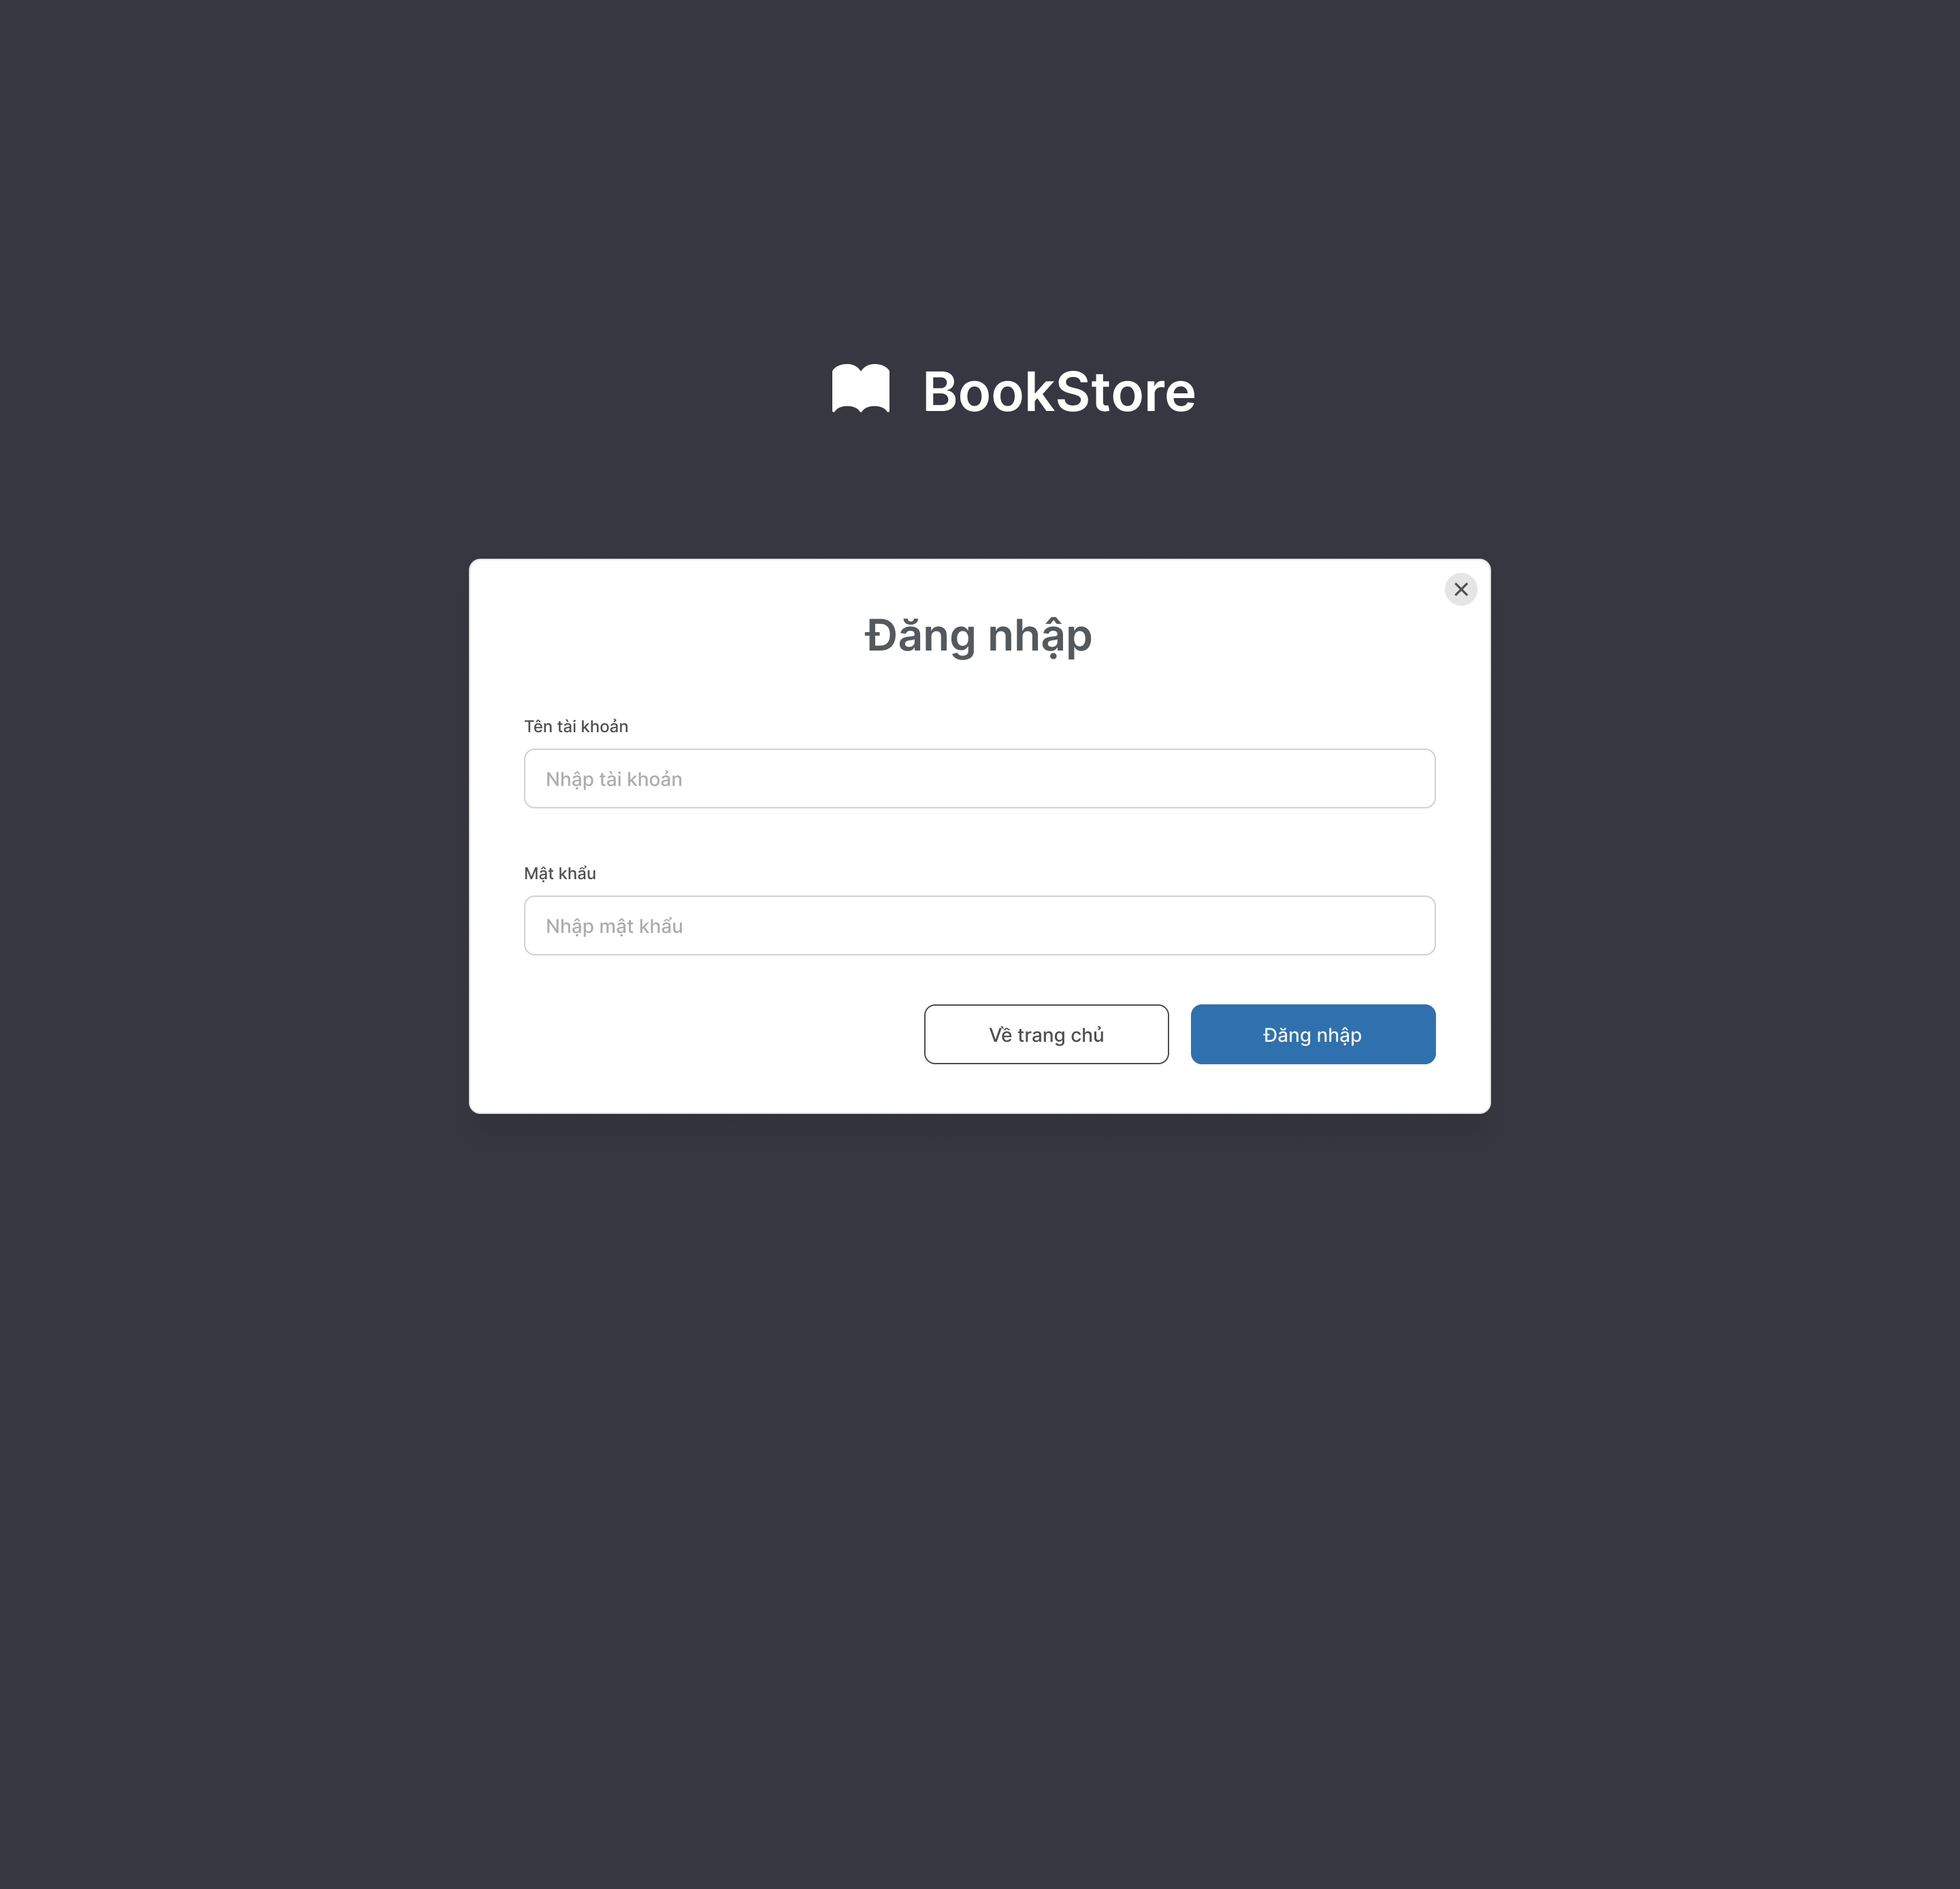 BookStore
Đăng nhập
Tên tài khoản
Nhập tài khoản
Mật khẩu
Nhập mật khẩu
Về trang chủ
Đăng nhập